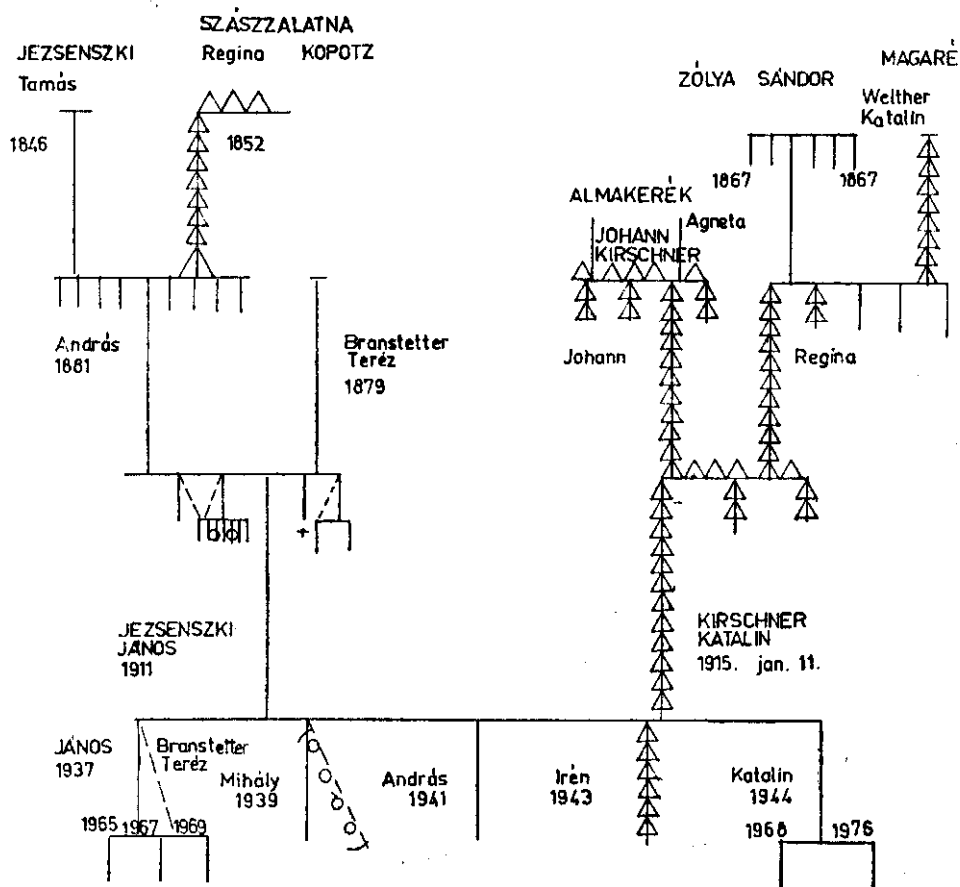 SZÁSZZALATNA
JEZSENSZKI
Tamás
Regina KOPOTZ
1846
1852
ZÓLYA SÁNDOR
MAGARÉ
Welther
Katalin
1867
1867
ALMAKERÉK
JOHANN
KIRSCHNER
Agneta
András
1881
Branstetter
Teréz
1879
Johann
Regina
JEZSENSZKI
JÁNOS
1911
KIRSCHNER
KATALIN
1915. jan. 11.
JÁNOS
1937
Branstetter
Teréz
Mihály
1939
András
1941
Irén
1943
Katalin
1944
1965 1967 1969
1968 1976